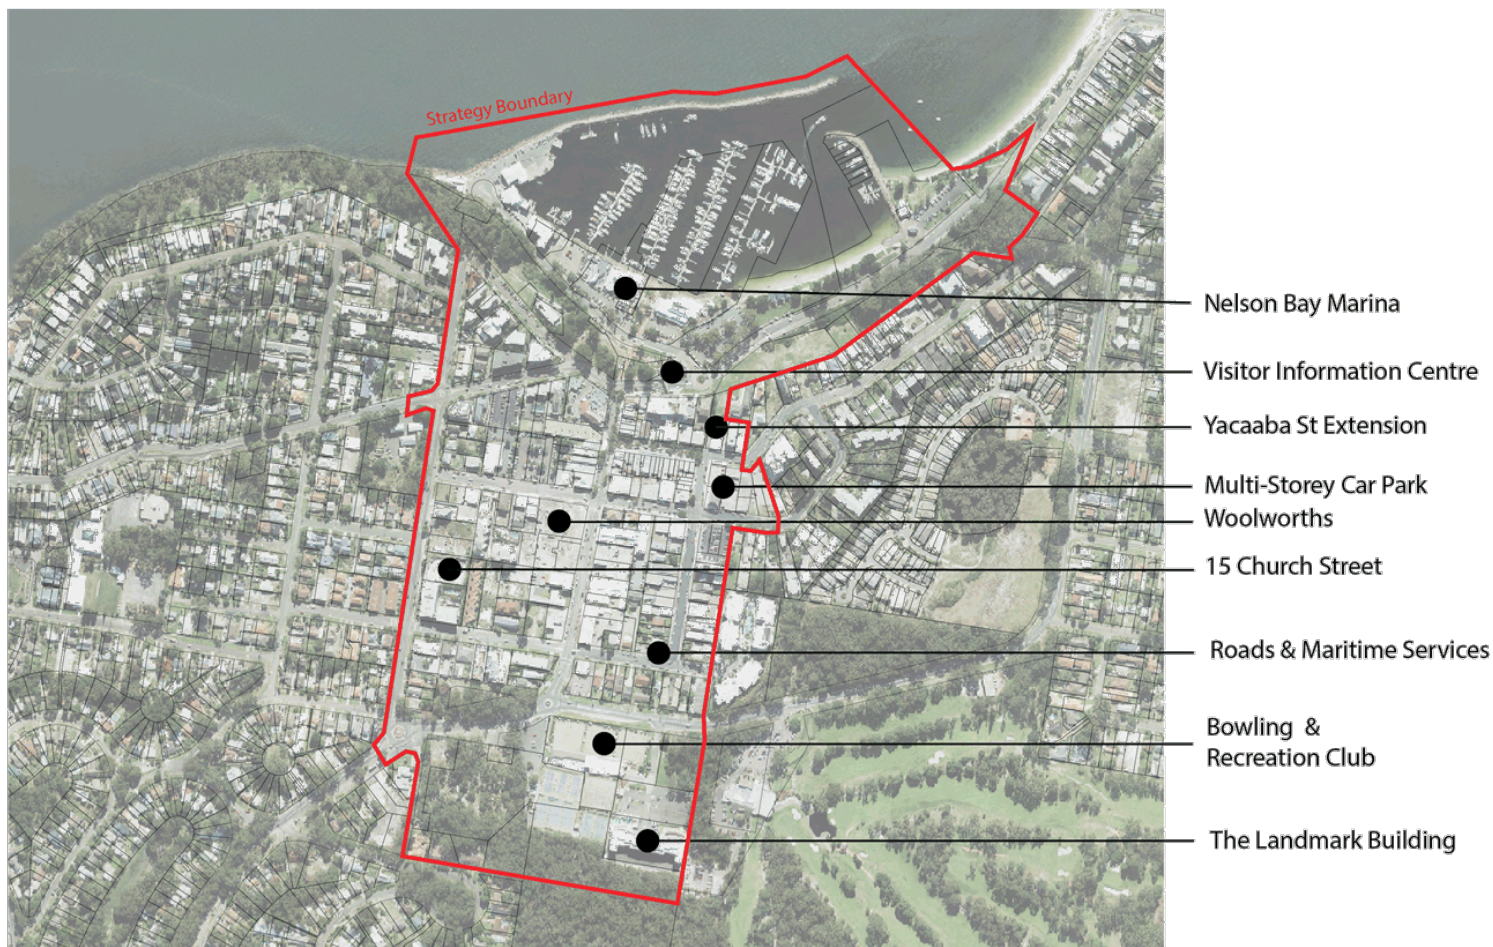 Strategy Boundary
Nelson Bay Marina
Visitor Information Centre
Yacaaba St Extension
Multi-Storey Car Park
Woolworths
15 Church Street
Roads & Maritime Services
Bowling &
Recreation Club
The Landmark Building